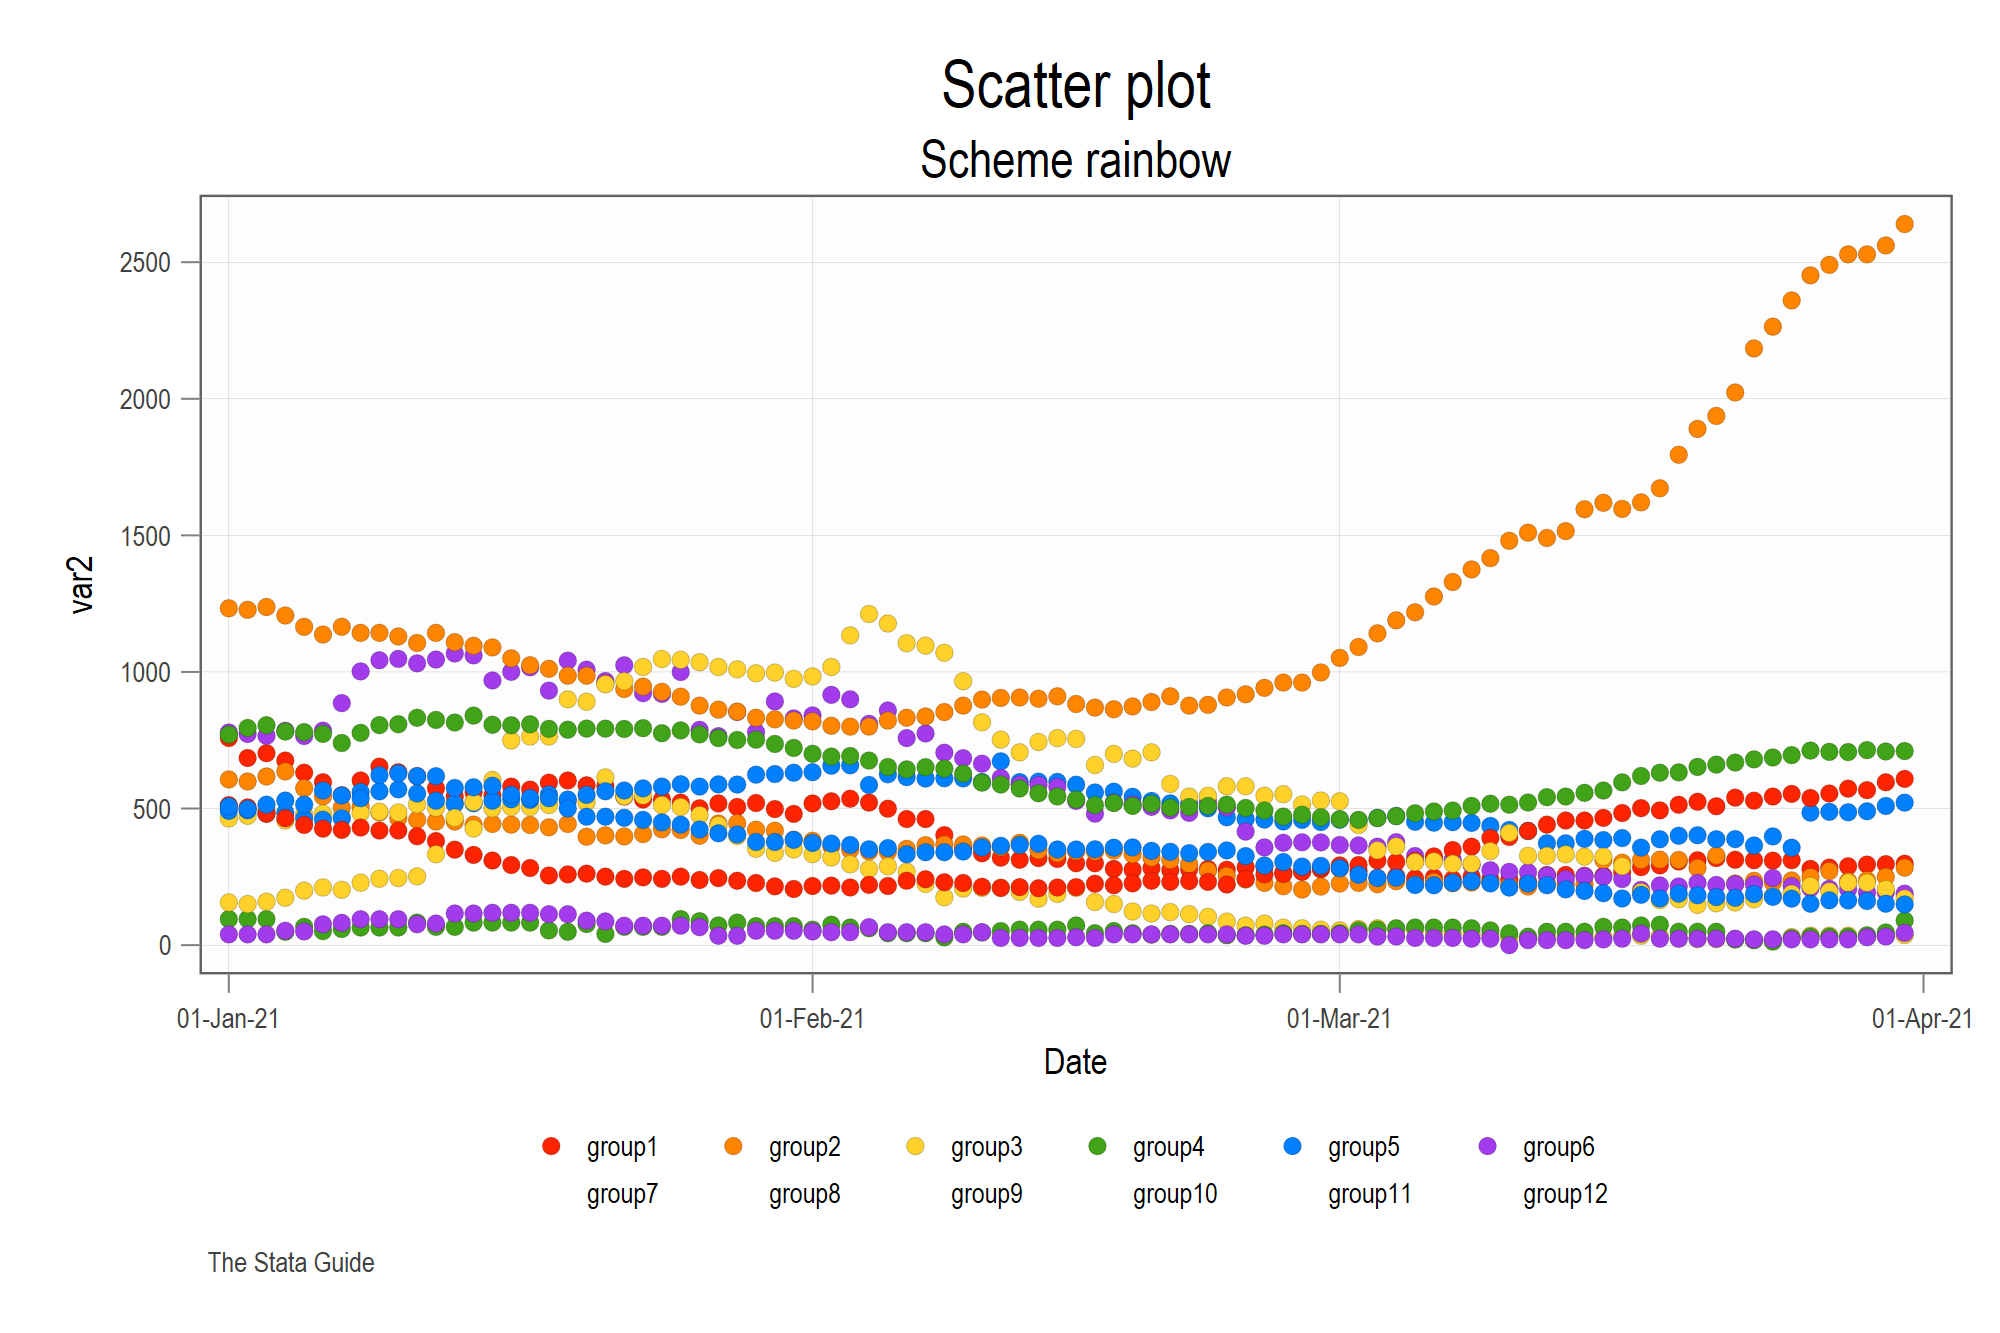 Scatter plot
Scheme rainbow
var2
2500
2000
1500
1000
500
0
01-Jan-21 01-Feb-21 01-Mar-21 01-Apr-21
Date
group1 group2 group3 group4 group5 group6
group7 group8 group9 group10 group11 group12
The Stata Guide